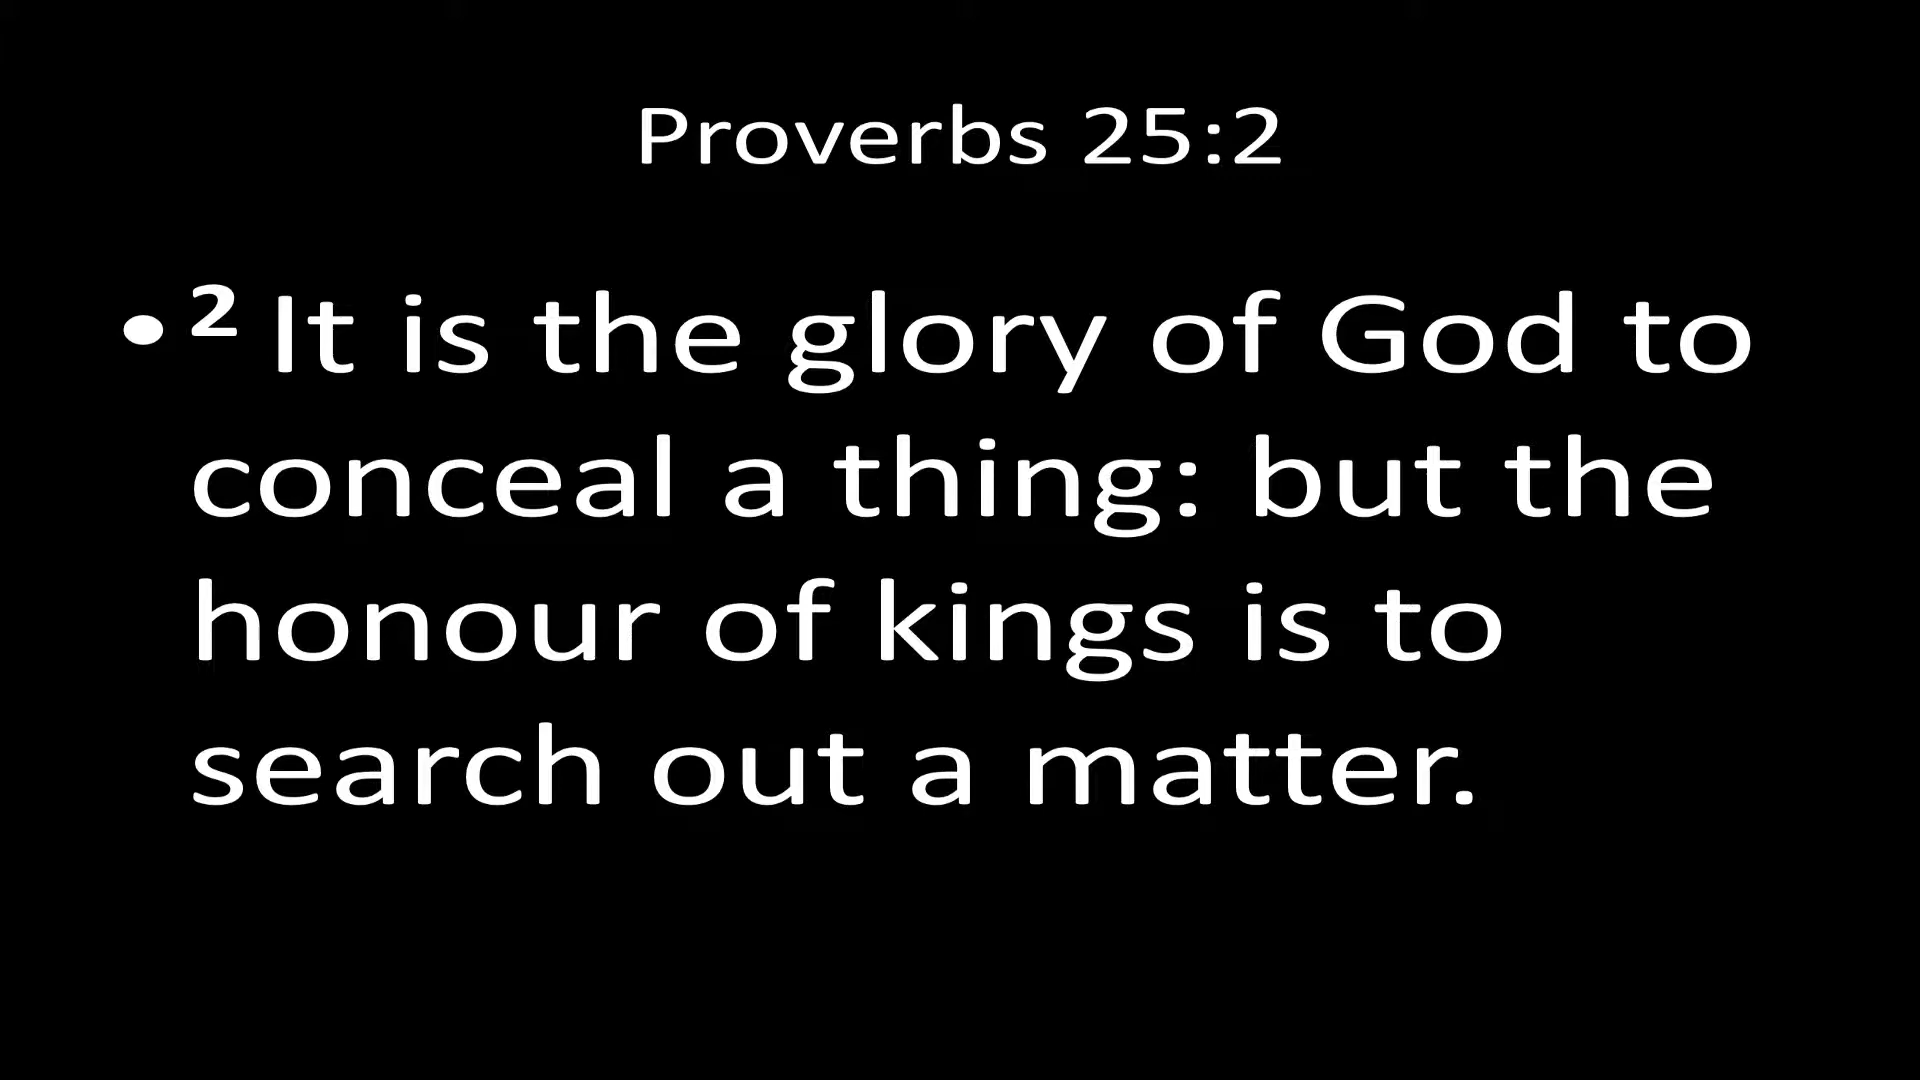 Proverbs 25:2
•² It is the glory of God to
conceal a thing: but the
honour of kings is to
search out a matter.